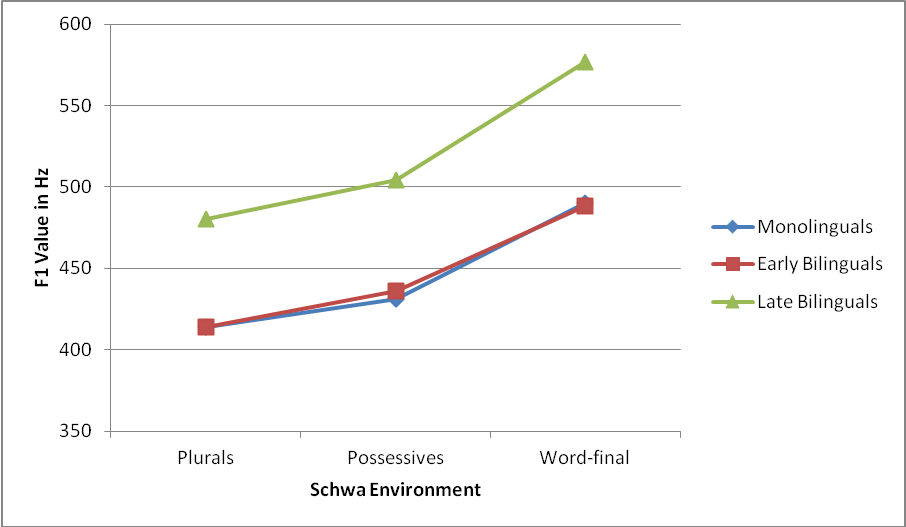 600
550
500
450
400
350
F1 Value in Hz
Plurals
Possessives
Word-final
Schwa Environment
Monolinguals
Early Bilinguals
Late Bilinguals